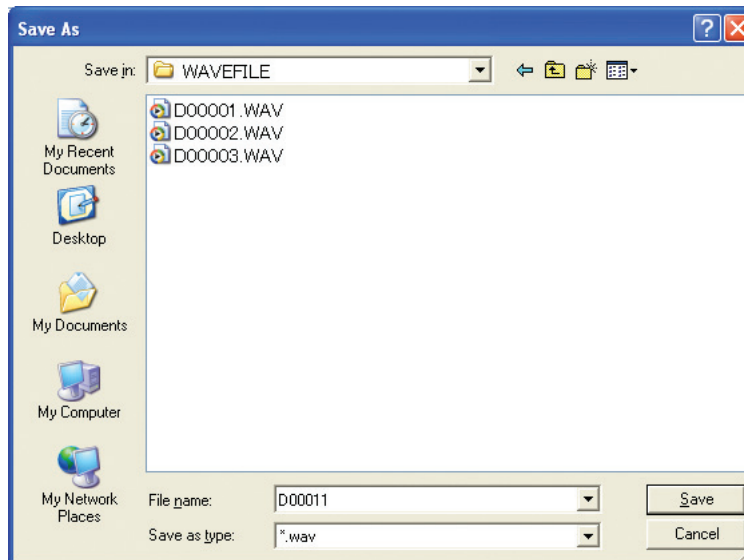 Save As
Save in: WAVEFILE
D00001.WAV
D00002.WAV
D00003.WAV
My Recent
Documents
Desktop
My Documents
My Computer
My Network
Places
File name: D00011 Save
Save as type: *.wav Cancel